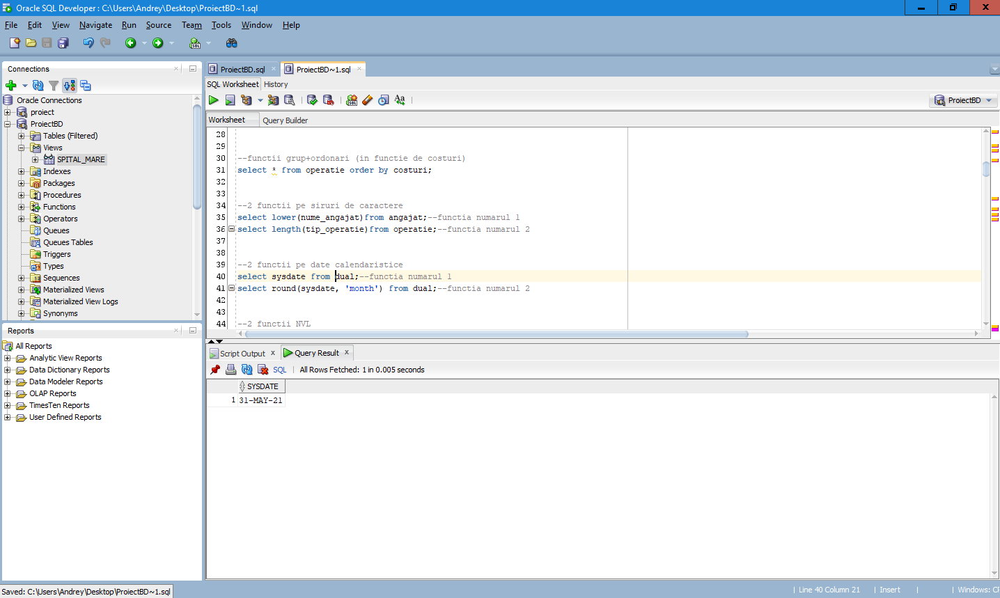 Oracle SQL Developer : C:\Users\Andrey\Desktop\ProiectBD~1.sql
File Edit View Navigate Run Source Team Tools Window Help
Connections
Oracle Connections
proiect
ProiectBD
Tables (Filtered)
Views
SPITAL_MARE
Indexes
Packages
Procedures
Functions
Operators
Queues
Queues Tables
Triggers
Types
Sequences
Materialized Views
Materialized View Logs
Synonyms
Reports
All Reports
Analytic View Reports
Data Dictionary Reports
Data Modeler Reports
OLAP Reports
TimesTen Reports
User Defined Reports
ProiectBD.sql ProiectBD~1.sql
SQL Worksheet History
SQL Aa
ProiectBD
Worksheet Query Builder
28
29
30 --functii grup+ordonari (in functie de costuri)
31 select * from operatie order by costuri;
32
33
34 --2 functii pe siruri de caractere
35 select lower(nume_angajat)from angajat;--functia numarul 1
36 select length(tip_operatie)from operatie;--functia numarul 2
37
38
39 --2 functii pe date calendaristice
40 select sysdate from dual;--functia numarul 1
41 select round(sysdate, 'month') from dual;--functia numarul 2
42
43
44 --2 functii NVL
Script Output x Query Result x
SQL | All Rows Fetched: 1 in 0.005 seconds
SYSDATE
1 31-MAY-21
Saved: C:\Users\Andrey\Desktop\ProiectBD~1.sql
| Line 40 Column 21 | Insert | | Windows: CF